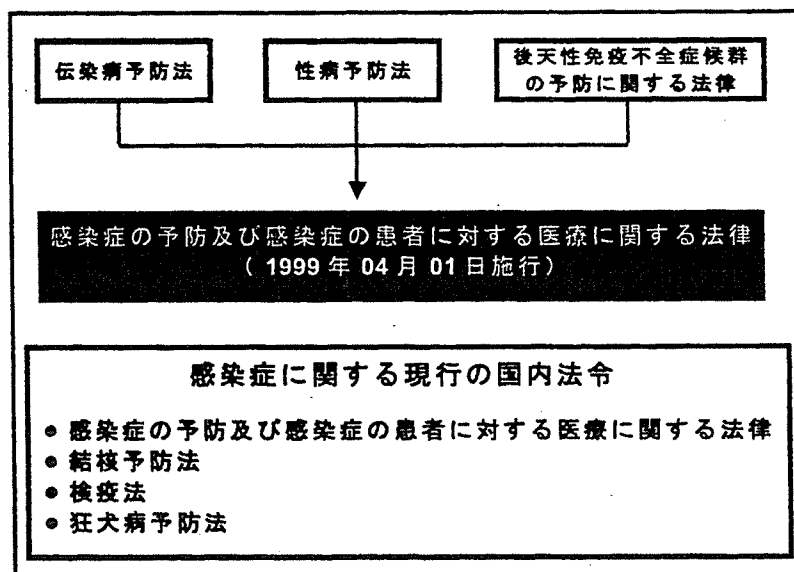 伝染病予防法
性病予防法
後天性免疫不全症候群
の予防に関する法律
感染症の予防及び感染症の患者に対する医療に関する法律
（1999年04月01日施行）
感染症に関する現行の国内法令
● 感染症の予防及び感染症の患者に対する医療に関する法律
● 結核予防法
● 検疫法
● 狂犬病予防法